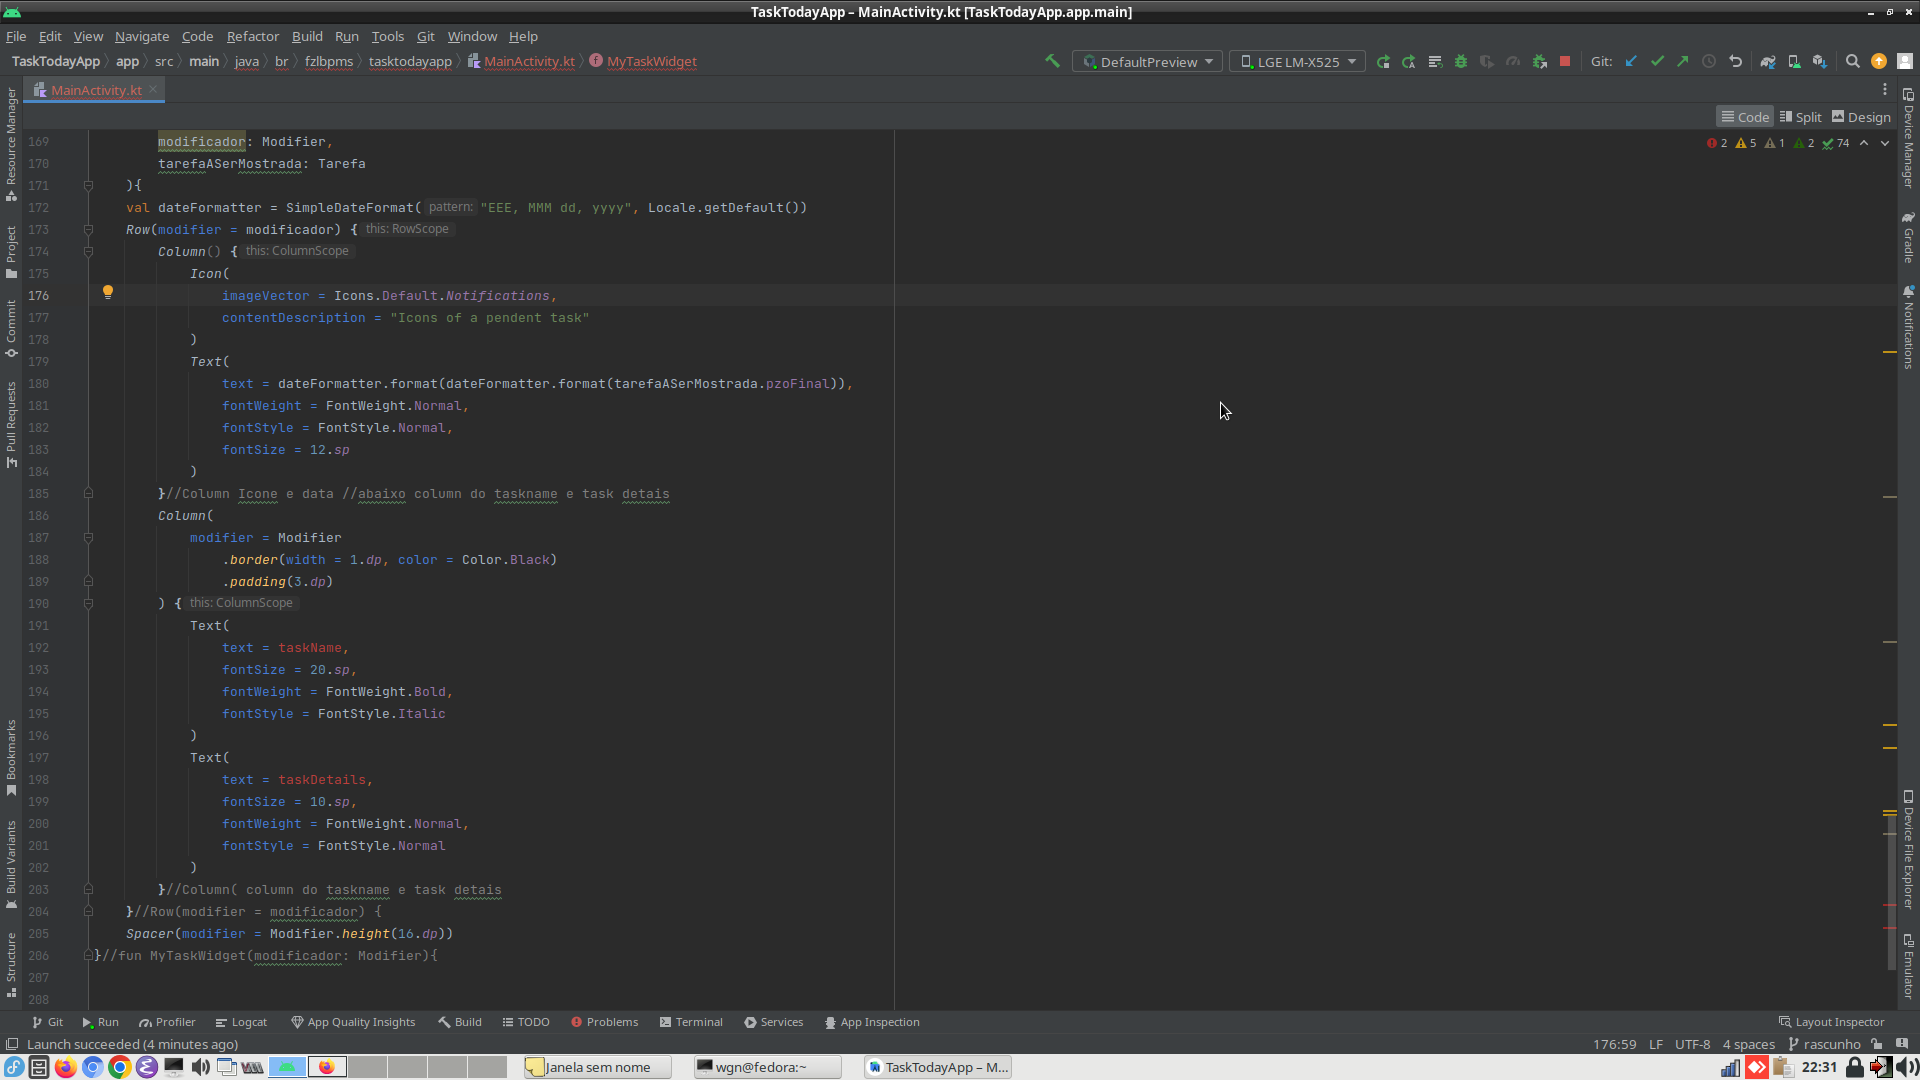 TaskTodayApp – MainActivity.kt [TaskTodayApp.app.main]
File Edit View Navigate Code Refactor Build Run Tools Git Window Help
TaskTodayApp app src main java br fzlbpms tasktodayapp MainActivity.kt MyTaskWidget DefaultPreview LGE LM-X525 Git:
MainActivity.kt
Code Split Design
2 5 1 2 74
169 modificador: Modifier,
170 tarefaASerMostrada: Tarefa
171 ){
172 val dateFormatter = SimpleDateFormat( pattern: "EEE, MMM dd, yyyy", Locale.getDefault())
173 Row(modifier = modificador) { this: RowScope
174 Column() { this: ColumnScope
175 Icon(
176 imageVector = Icons.Default.Notifications,
177 contentDescription = "Icons of a pendent task"
178 )
179 Text(
180 text = dateFormatter.format(dateFormatter.format(tarefaASerMostrada.pzoFinal)),
181 fontWeight = FontWeight.Normal,
182 fontStyle = FontStyle.Normal,
183 fontSize = 12.sp
184 )
185 }//Column Icone e data //abaixo column do taskname e task detais
186 Column(
187 modifier = Modifier
188 .border(width = 1.dp, color = Color.Black)
189 .padding(3.dp)
190 ) { this: ColumnScope
191 Text(
192 text = taskName,
193 fontSize = 20.sp,
194 fontWeight = FontWeight.Bold,
195 fontStyle = FontStyle.Italic
196 )
197 Text(
198 text = taskDetails,
199 fontSize = 10.sp,
200 fontWeight = FontWeight.Normal,
201 fontStyle = FontStyle.Normal
202 )
203 }//Column( column do taskname e task detais
204 }//Row(modifier = modificador) {
205 Spacer(modifier = Modifier.height(16.dp))
206 }//fun MyTaskWidget(modificador: Modifier){
207
208
Resource Manager
Project
Commit
Pull Requests
Bookmarks
Build Variants
Structure
Device Manager
Gradle
Notifications
Device File Explorer
Emulator
Git Run Profiler Logcat App Quality Insights Build TODO Problems Terminal Services App Inspection Layout Inspector
Launch succeeded (4 minutes ago) 176:59 LF UTF-8 4 spaces rascunho
Janela sem nome wgn@fedora:~ TaskTodayApp – M... 22:31